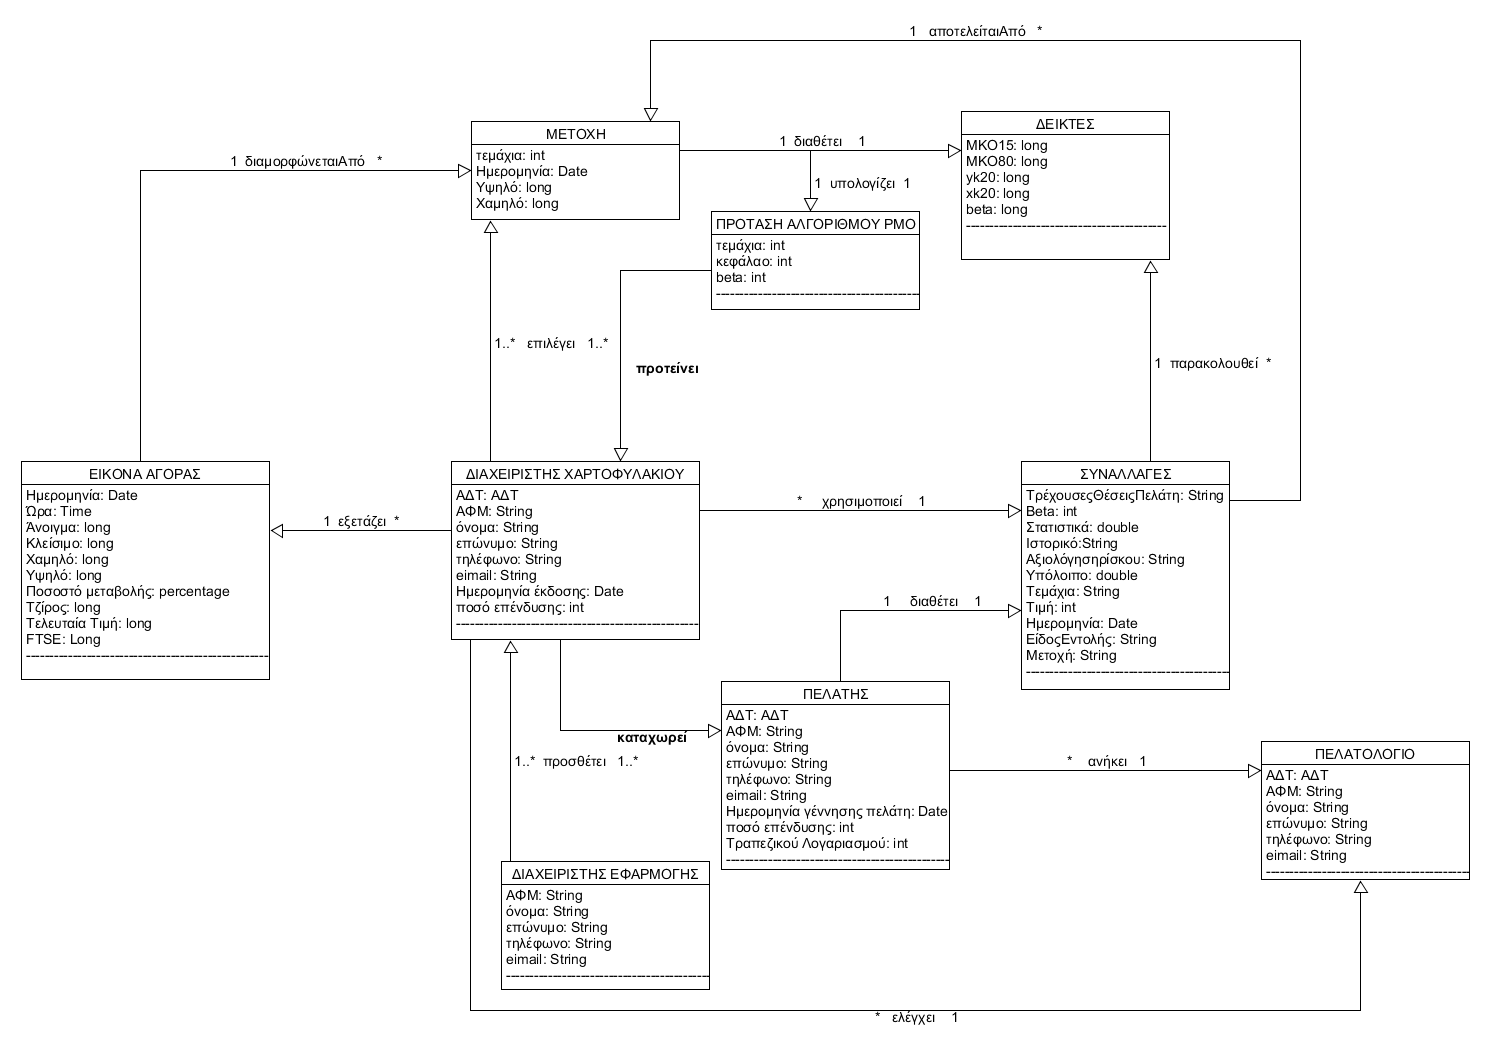 1 αποτελείταιΑπό *
ΜΕΤΟΧΗ
τεμάχια: int
Ημερομηνία: Date
Υψηλό: long
Χαμηλό: long
1 διαθέτει 1
ΔΕΙΚΤΕΣ
ΜΚΟ15: long
ΜΚΟ80: long
yk20: long
xk20: long
beta: long
1 διαμορφώνεταιΑπό *
1 υπολογίζει 1
ΠΡΟΤΑΣΗ ΑΛΓΟΡΙΘΜΟΥ ΡΜΟ
τεμάχια: int
κεφάλαο: int
beta: int
1..* επιλέγει 1..*
προτείνει
1 παρακολουθεί *
ΕΙΚΟΝΑ ΑΓΟΡΑΣ
Ημερομηνία: Date
Ώρα: Time
Άνοιγμα: long
Κλείσιμο: long
Χαμηλό: long
Υψηλό: long
Ποσοστό μεταβολής: percentage
Τζίρος: long
Τελευταία Τιμή: long
FTSE: Long
1 εξετάζει *
ΔΙΑΧΕΙΡΙΣΤΗΣ ΧΑΡΤΟΦΥΛΑΚΙΟΥ
ΑΔΤ: ΑΔΤ
ΑΦΜ: String
όνομα: String
επώνυμο: String
τηλέφωνο: String
eimail: String
Ημερομηνία έκδοσης: Date
ποσό επένδυσης: int
* χρησιμοποιεί 1
ΣΥΝΑΛΛΑΓΕΣ
ΤρέχουσεςΘέσειςΠελάτη: String
Beta: int
Στατιστικά: double
Ιστορικό:String
Αξιολόγησηρίσκου: String
Υπόλοιπο: double
Τεμάχια: String
Τιμή: int
Ημερομηνία: Date
ΕίδοςΕντολής: String
Μετοχή: String
1 διαθέτει 1
ΠΕΛΑΤΗΣ
ΑΔΤ: ΑΔΤ
ΑΦΜ: String
όνομα: String
επώνυμο: String
τηλέφωνο: String
eimail: String
Ημερομηνία γέννησης πελάτη: Date
ποσό επένδυσης: int
Τραπεζικού Λογαριασμού: int
καταχωρεί
1..* προσθέτει 1..*
* ανήκει 1
ΠΕΛΑΤΟΛΟΓΙΟ
ΑΔΤ: ΑΔΤ
ΑΦΜ: String
όνομα: String
επώνυμο: String
τηλέφωνο: String
eimail: String
ΔΙΑΧΕΙΡΙΣΤΗΣ ΕΦΑΡΜΟΓΗΣ
ΑΦΜ: String
όνομα: String
επώνυμο: String
τηλέφωνο: String
eimail: String
* ελέγχει 1